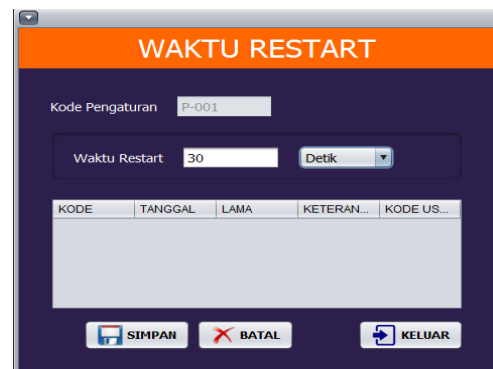 WAKTU RESTART
Kode Pengaturan P-001
Waktu Restart 30 Detik
KODE TANGGAL LAMA KETERAN... KODE US...
SIMPAN BATAL KELUAR